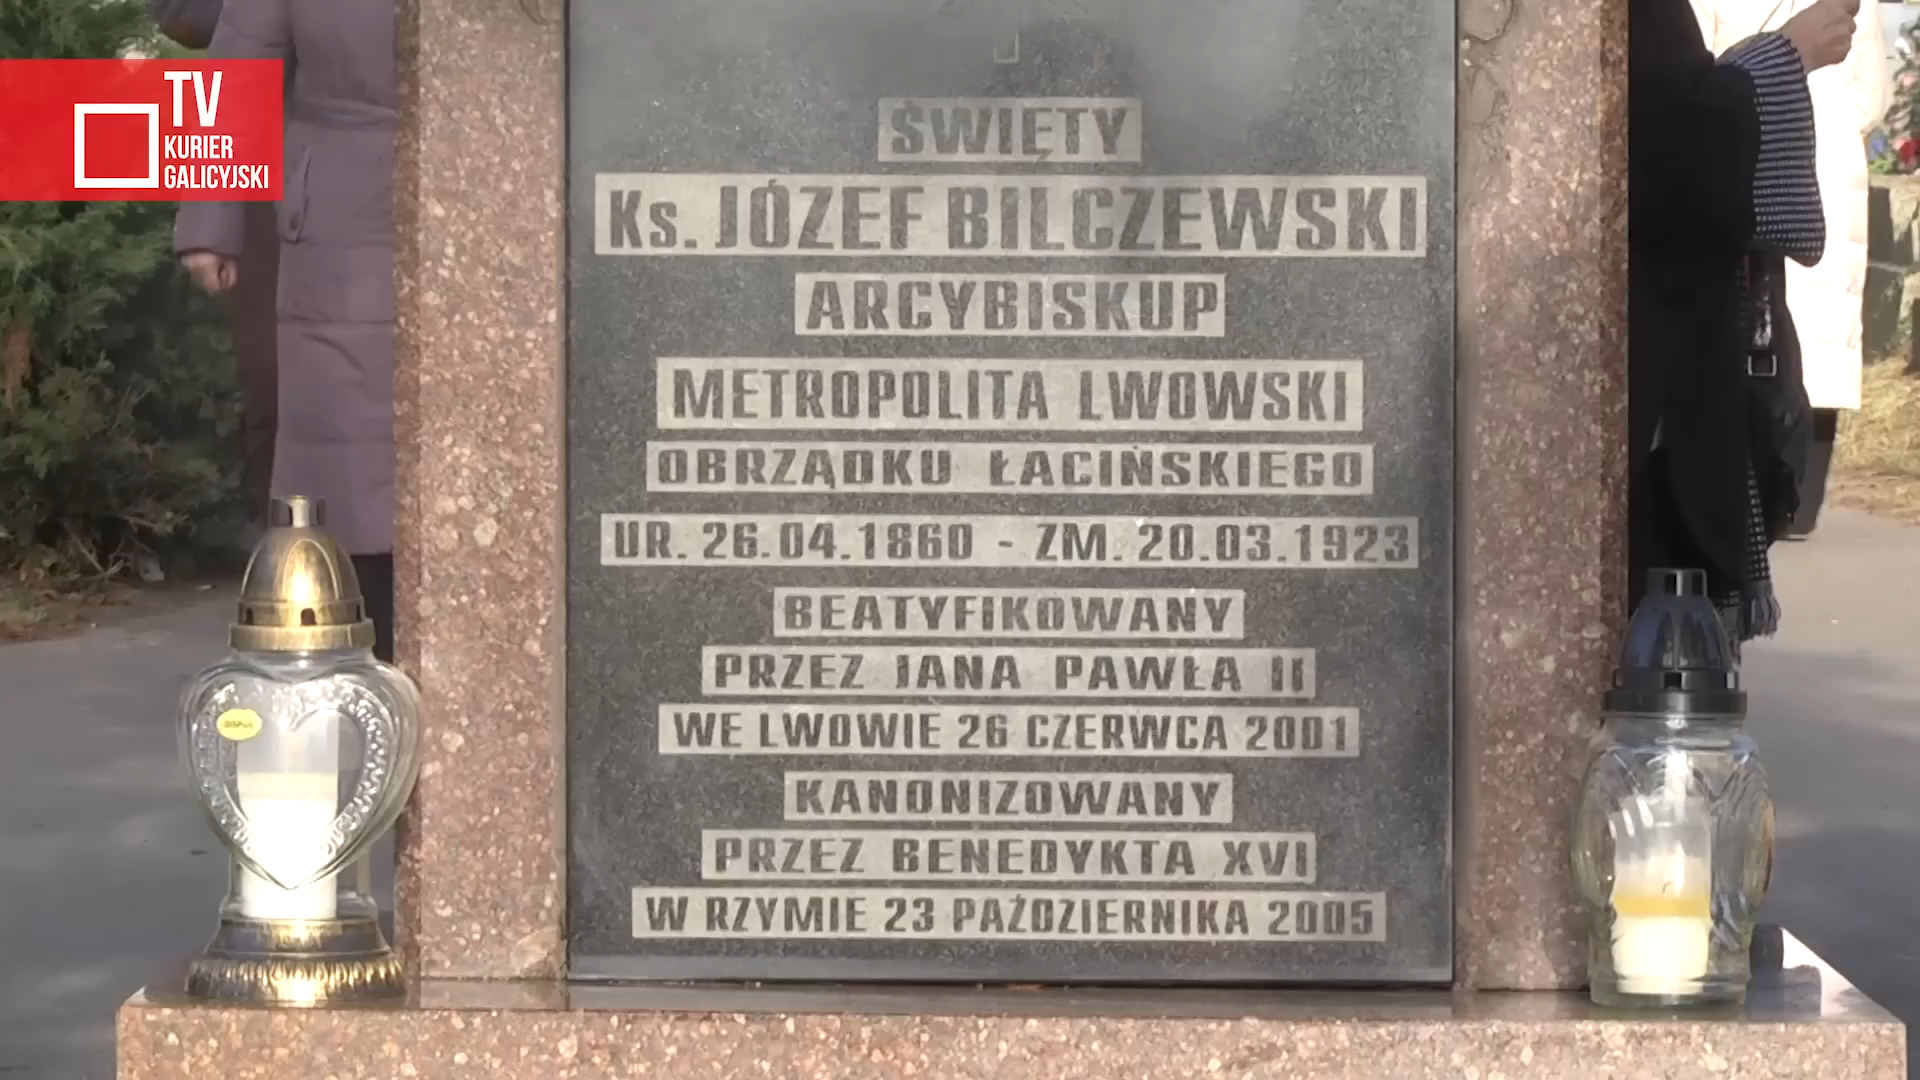 TV
KURIER
GALICYJSKI
ŚWIĘTY
Ks. JÓZEF BILCZEWSKI
ARCYBISKUP
METROPOLITA LWOWSKI
OBRZĄDKU ŁACIŃSKIEGO
UR. 26.04.1860 - ZM. 20.03.1923
BEATYFIKOWANY
PRZEZ JANA PAWŁA II
WE LWOWIE 26 CZERWCA 2001
KANONIZOWANY
PRZEZ BENEDYKTA XVI
W RZYMIE 23 PAŹDZIERNIKA 2005